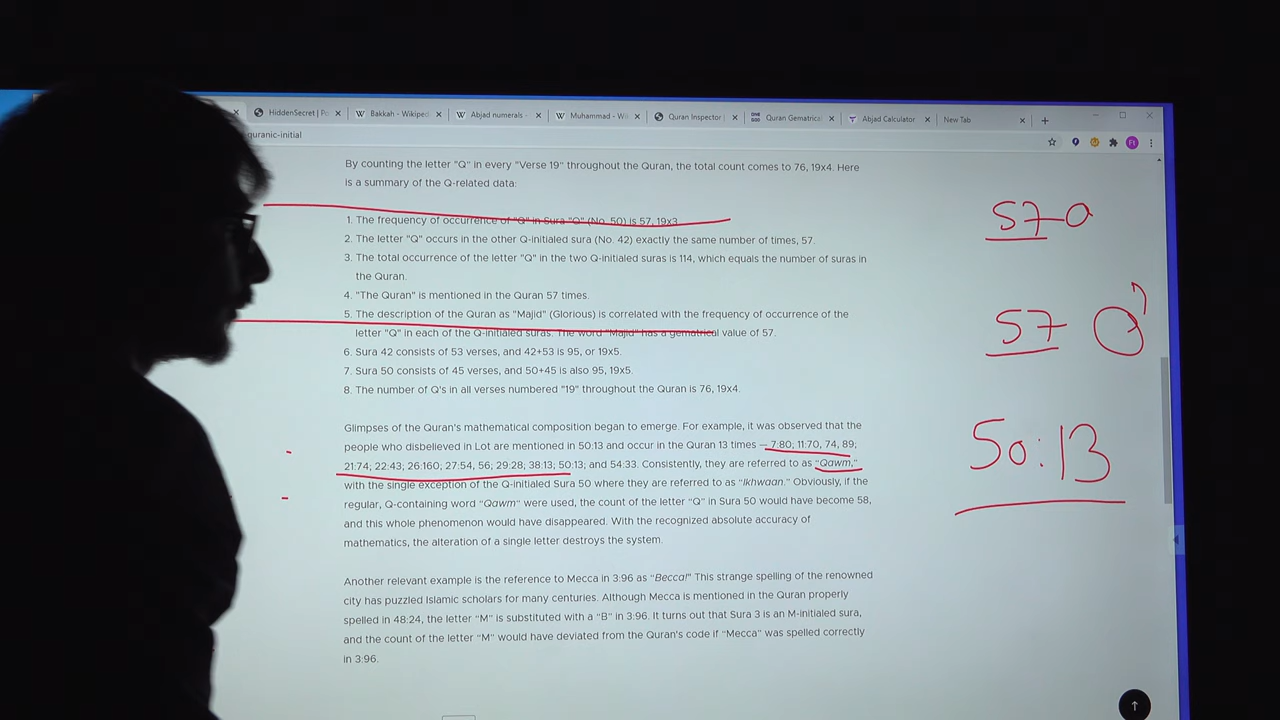 HiddenSecret | Po
Bakkah - Wikiped
Abjad numerals -
Muhammad - Wi
Quran Inspector |
Quran Gematrica
Abjad Calculator
New Tab
quranic-initial
By counting the letter "Q" in every "Verse 19" throughout the Quran, the total count comes to 76, 19x4. Here
is a summary of the Q-related data:
1. The frequency of occurrence of "Q" in Sura "Q" (No. 50) is 57, 19x3.
2. The letter "Q" occurs in the other Q-initialed sura (No. 42) exactly the same number of times, 57.
3. The total occurrence of the letter "Q" in the two Q-initialed suras is 114, which equals the number of suras in
the Quran.
4. "The Quran" is mentioned in the Quran 57 times.
5. The description of the Quran as "Majid" (Glorious) is correlated with the frequency of occurrence of the
letter "Q" in each of the Q-initialed suras. The word "Majid" has a gematrical value of 57.
6. Sura 42 consists of 53 verses, and 42+53 is 95, or 19x5.
7. Sura 50 consists of 45 verses, and 50+45 is also 95, 19x5.
8. The number of Q's in all verses numbered "19" throughout the Quran is 76, 19x4.
Glimpses of the Quran's mathematical composition began to emerge. For example, it was observed that the
people who disbelieved in Lot are mentioned in 50:13 and occur in the Quran 13 times — 7:80; 11:70, 74, 89;
21:74; 22:43; 26:160; 27:54, 56; 29:28; 38:13; 50:13; and 54:33. Consistently, they are referred to as "Qawm,"
with the single exception of the Q-initialed Sura 50 where they are referred to as "Ikhwaan." Obviously, if the
regular, Q-containing word "Qawm" were used, the count of the letter "Q" in Sura 50 would have become 58,
and this whole phenomenon would have disappeared. With the recognized absolute accuracy of
mathematics, the alteration of a single letter destroys the system.
Another relevant example is the reference to Mecca in 3:96 as "Becca!" This strange spelling of the renowned
city has puzzled Islamic scholars for many centuries. Although Mecca is mentioned in the Quran properly
spelled in 48:24, the letter "M" is substituted with a "B" in 3:96. It turns out that Sura 3 is an M-initialed sura,
and the count of the letter "M" would have deviated from the Quran's code if "Mecca" was spelled correctly
in 3:96.
57
57
50:13